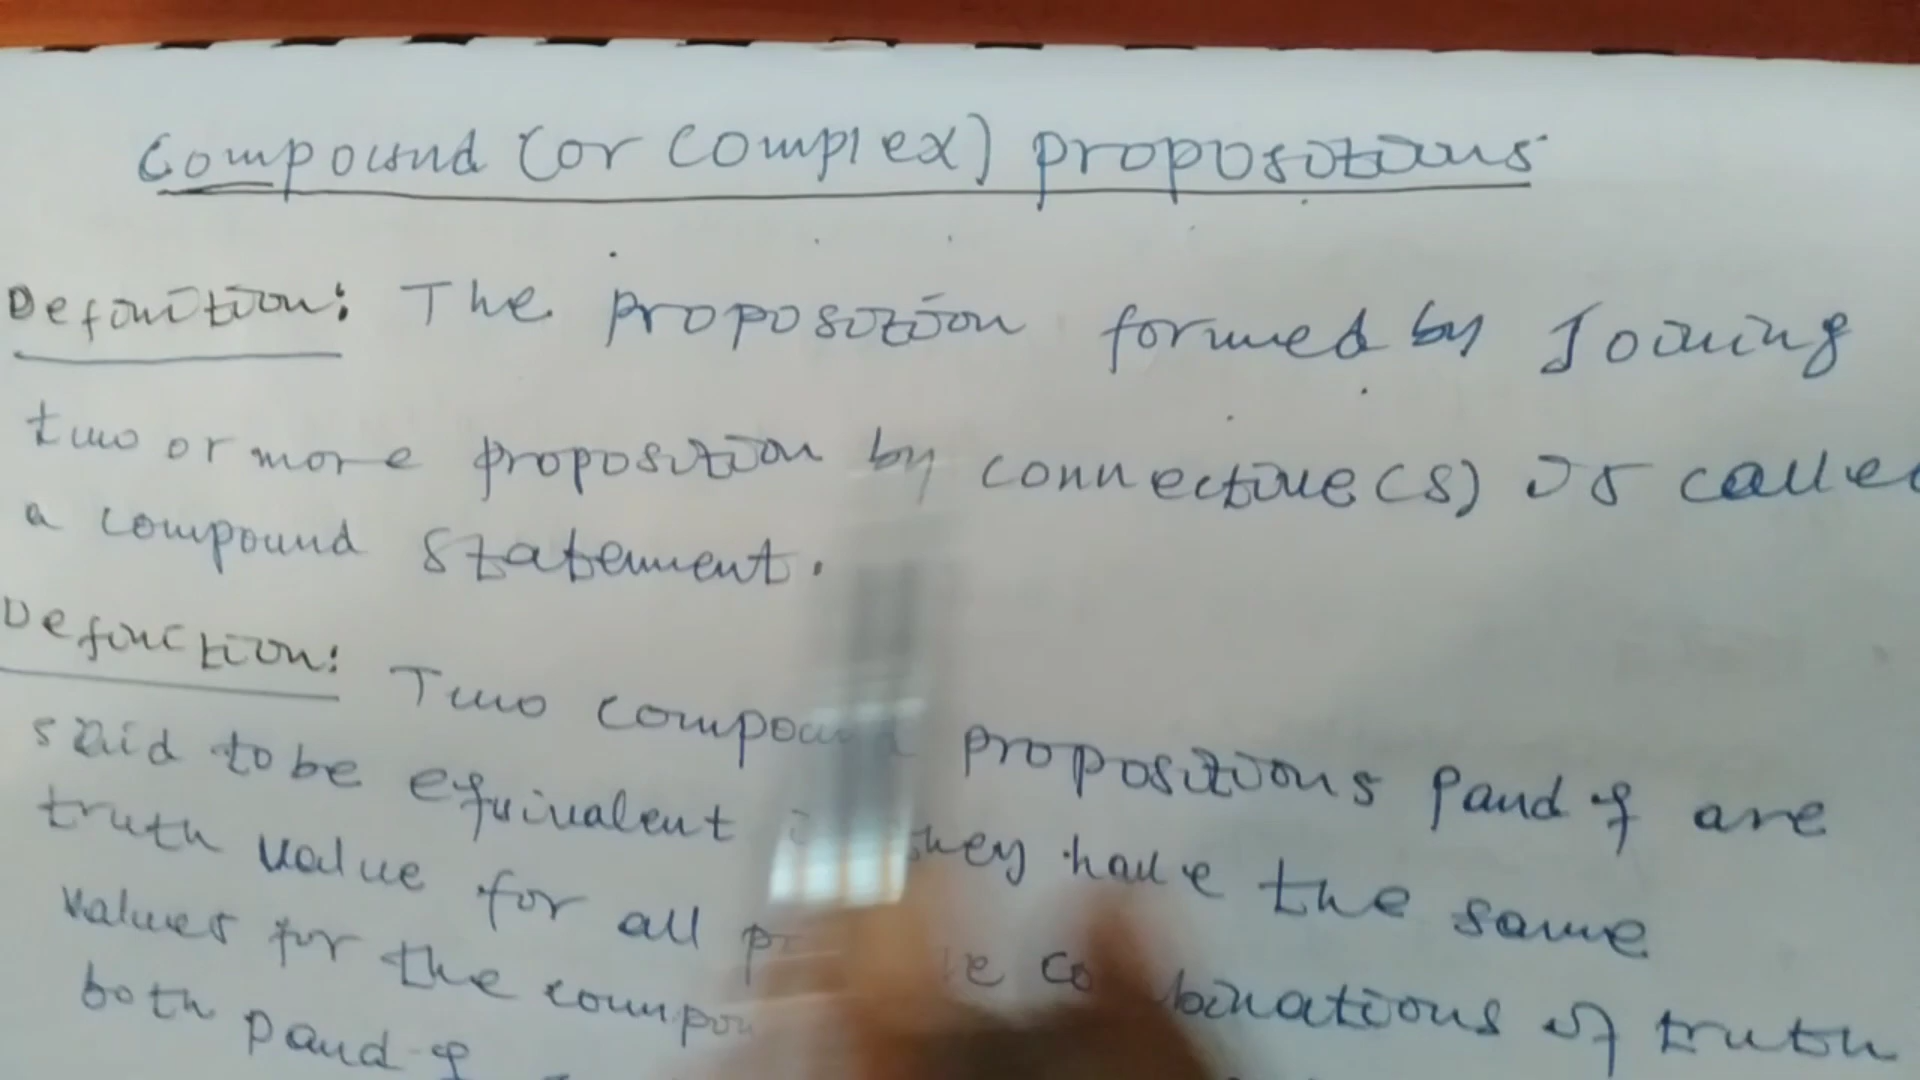 Compound (or complex) propositions
Definition: The proposition formed by Joining
two or more proposition by connective(s) is called
a compound statement.
Definition: Two propositions P and q are
said to be equivalent they have the same
truth value for all combinations of truth
values for the
both P and q